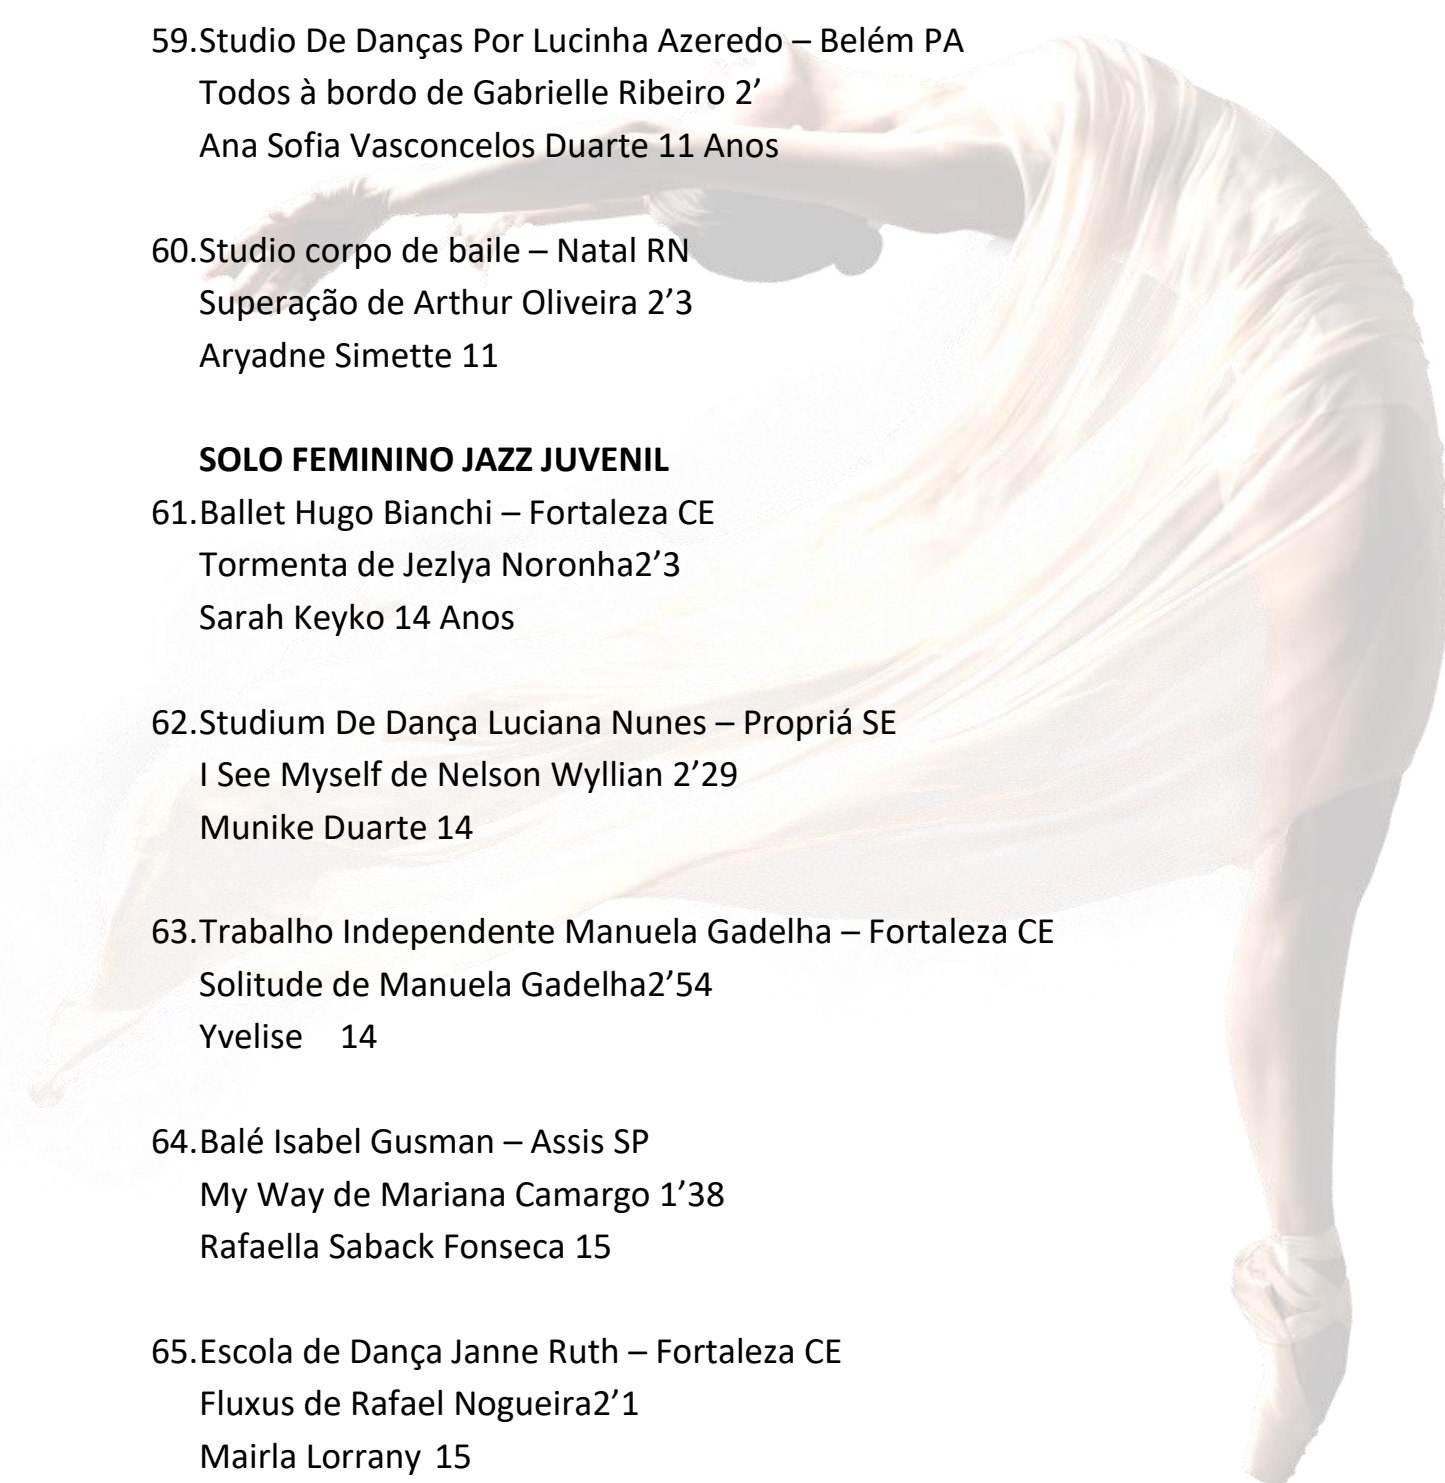 59.Studio De Danças Por Lucinha Azeredo – Belém PA
Todos à bordo de Gabrielle Ribeiro 2’
Ana Sofia Vasconcelos Duarte 11 Anos
60.Studio corpo de baile – Natal RN
Superação de Arthur Oliveira 2’3
Aryadne Simette 11
SOLO FEMININO JAZZ JUVENIL
61.Ballet Hugo Bianchi – Fortaleza CE
Tormenta de Jezlya Noronha2’3
Sarah Keyko 14 Anos
62.Studium De Dança Luciana Nunes – Propriá SE
I See Myself de Nelson Wyllian 2’29
Munike Duarte 14
63.Trabalho Independente Manuela Gadelha – Fortaleza CE
Solitude de Manuela Gadelha2’54
Yvelise 14
64.Balé Isabel Gusman – Assis SP
My Way de Mariana Camargo 1’38
Rafaella Saback Fonseca 15
65.Escola de Dança Janne Ruth – Fortaleza CE
Fluxus de Rafael Nogueira2’1
Mairla Lorrany 15